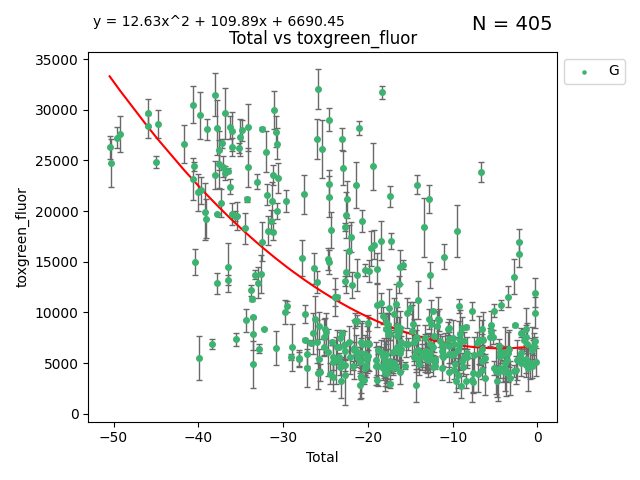 y = 12.63x^2 + 109.89x + 6690.45
N = 405
Total vs toxgreen_fluor
G
toxgreen_fluor
35000
30000
25000
20000
15000
10000
5000
0
−50
−40
−30
−20
−10
0
Total